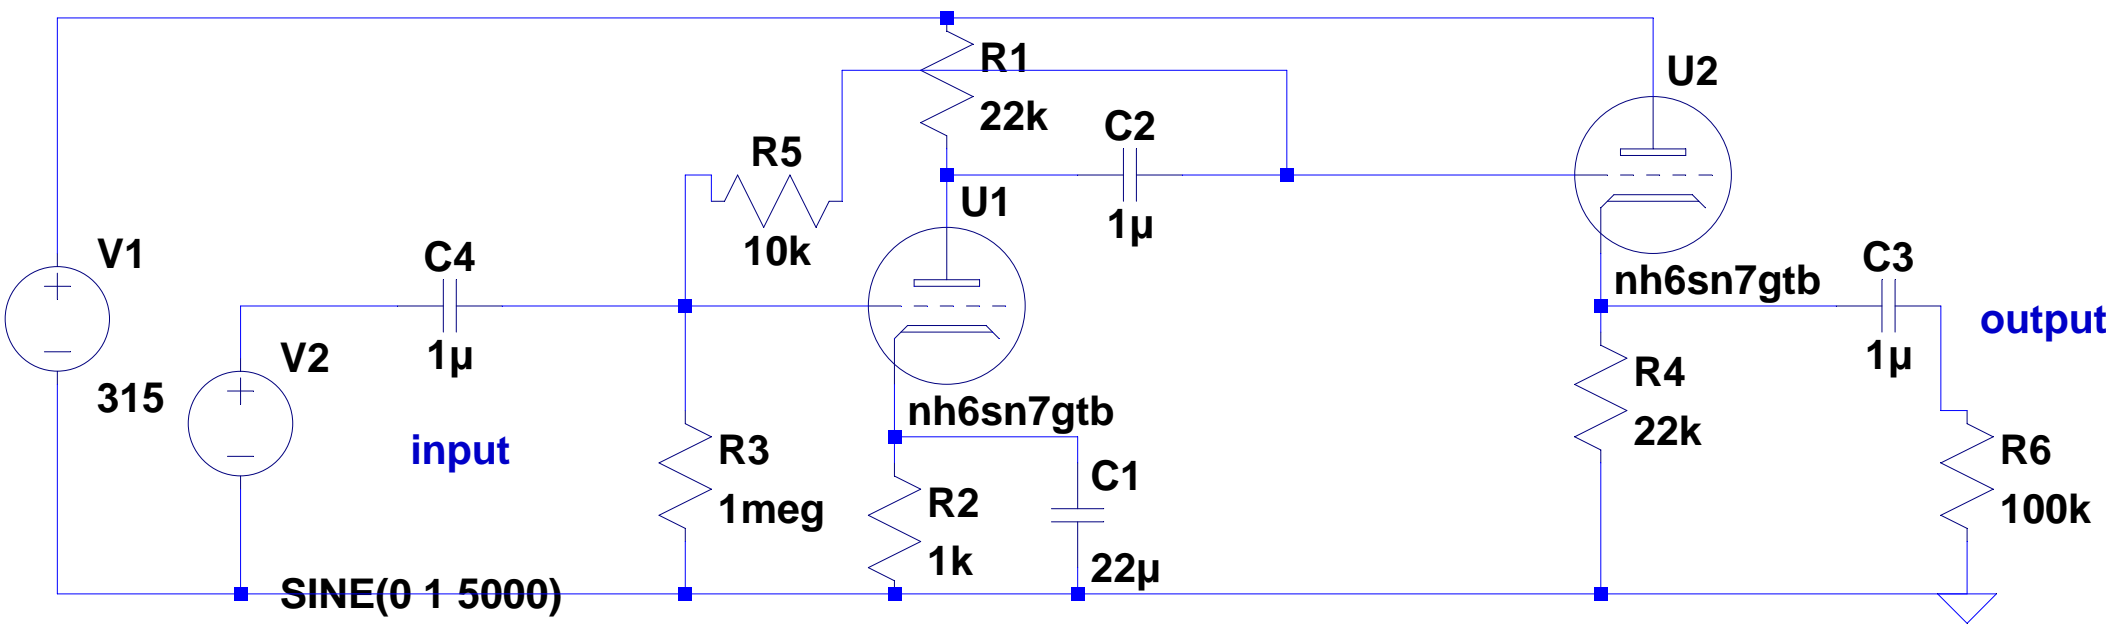 V1
315
V2
SINE(0 1 5000)
C4
1µ
input
R5
10k
R3
1meg
R1
22k
U1
nh6sn7gtb
R2
1k
C1
22µ
C2
1µ
U2
nh6sn7gtb
R4
22k
C3
1µ
output
R6
100k